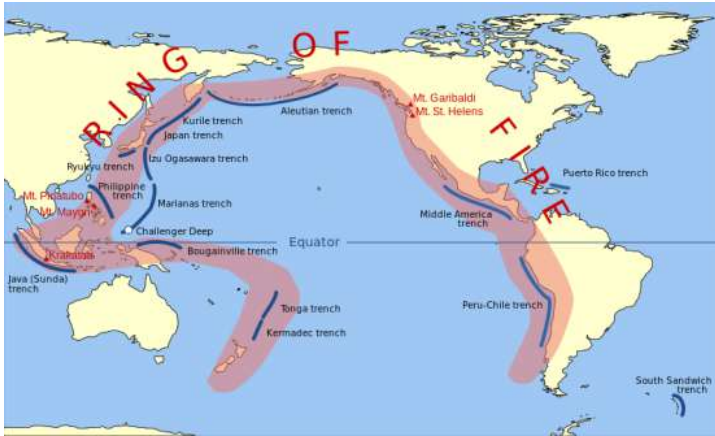 RING OF FIRE
Mt. Garibaldi
Mt. St. Helens
Aleutian trench
Kurile trench
Japan trench
Izu Ogasawara trench
Ryukyu trench
Philippine
trench
Mt. Pinatubo
Mt. Mayon
Marianas trench
Challenger Deep
Equator
Bougainville trench
Krakatau
Java (Sunda)
trench
Tonga trench
Kermadec trench
Puerto Rico trench
Middle America
trench
Peru-Chile trench
South Sandwich
trench